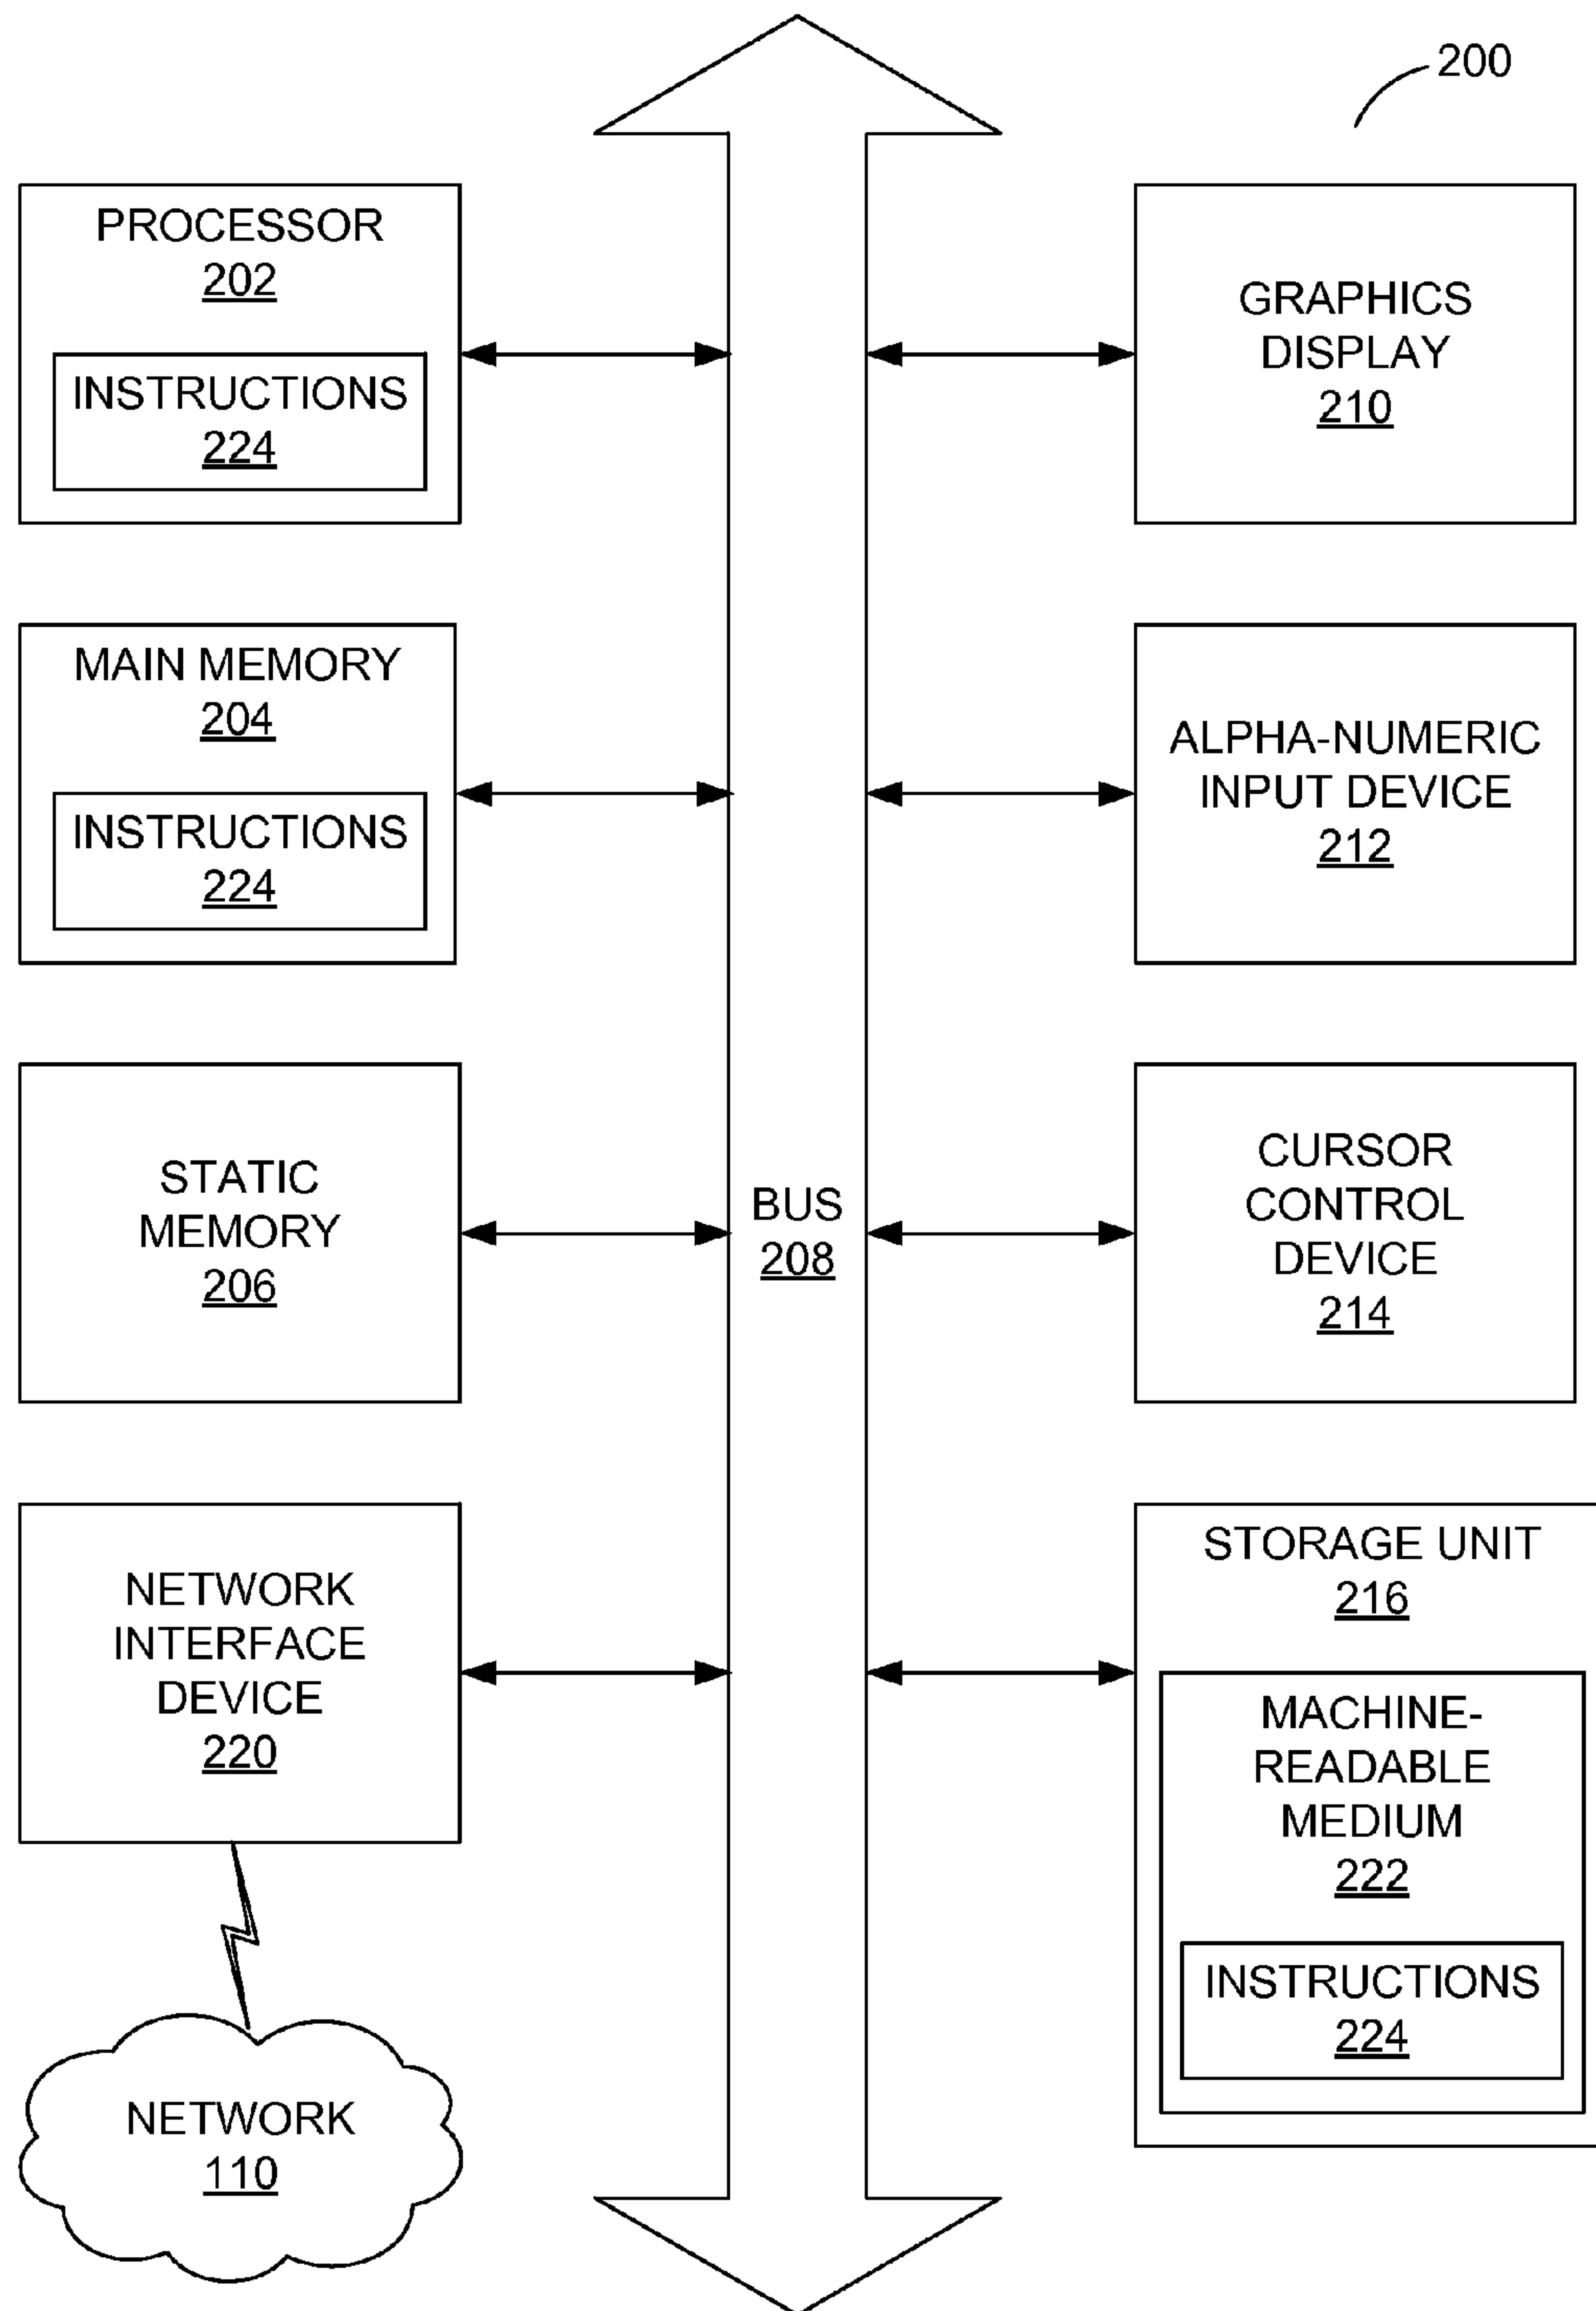 200
PROCESSOR
202
INSTRUCTIONS
224
MAIN MEMORY
204
INSTRUCTIONS
224
STATIC
MEMORY
206
NETWORK
INTERFACE
DEVICE
220
NETWORK
110
BUS
208
GRAPHICS
DISPLAY
210
ALPHA-NUMERIC
INPUT DEVICE
212
CURSOR
CONTROL
DEVICE
214
STORAGE UNIT
216
MACHINE-
READABLE
MEDIUM
222
INSTRUCTIONS
224